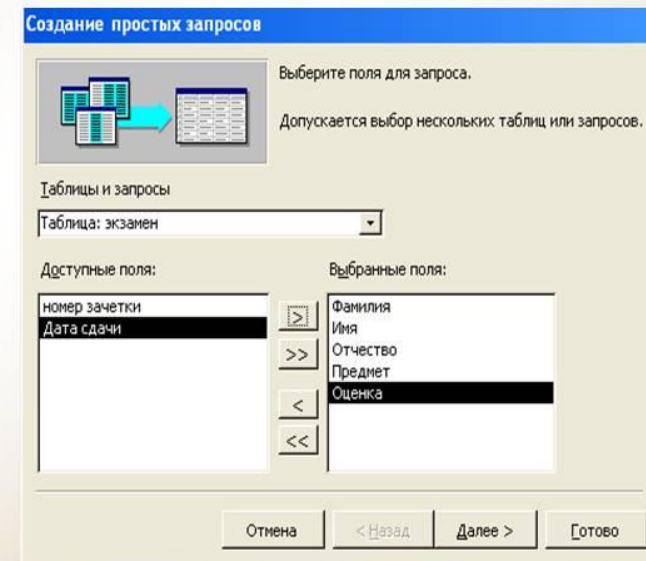 Создание простых запросов
Выберите поля для запроса.
Допускается выбор нескольких таблиц или запросов.
Таблицы и запросы
Таблица: экзамен
Доступные поля:
Выбранные поля:
номер зачетки
Дата сдачи
>
>>
<
<<
Фамилия
Имя
Отчество
Предмет
Оценка
Отмена
< Назад
Далее >
Готово